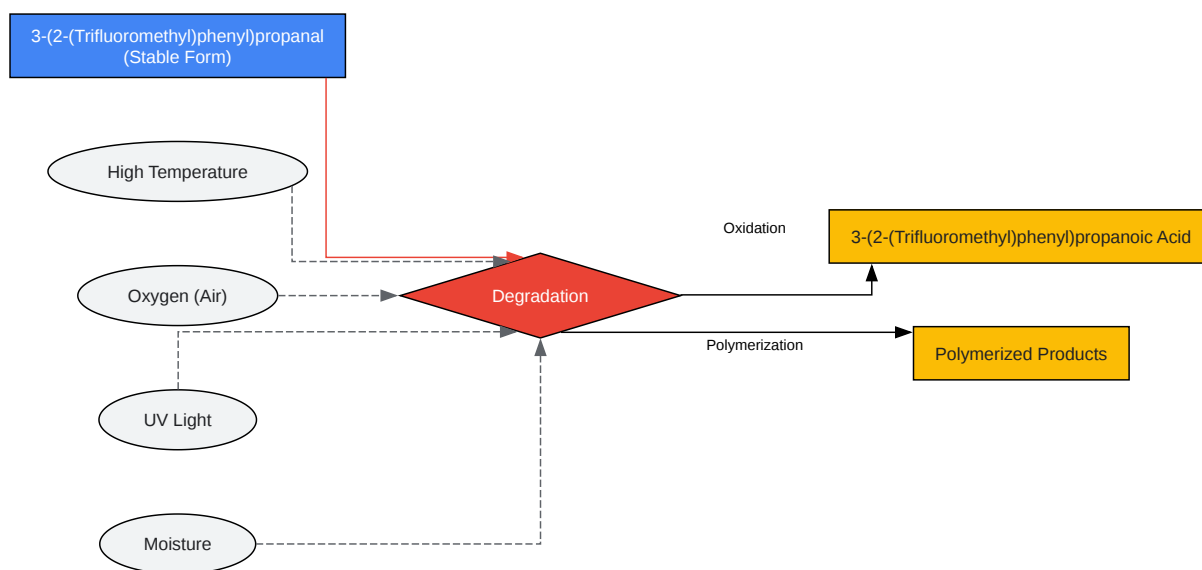 3-(2-(Trifluoromethyl)phenyl)propanal
(Stable Form)
High Temperature
Oxidation
3-(2-(Trifluoromethyl)phenyl)propanoic Acid
Oxygen (Air)
Degradation
Polymerization
Polymerized Products
UV Light
Moisture